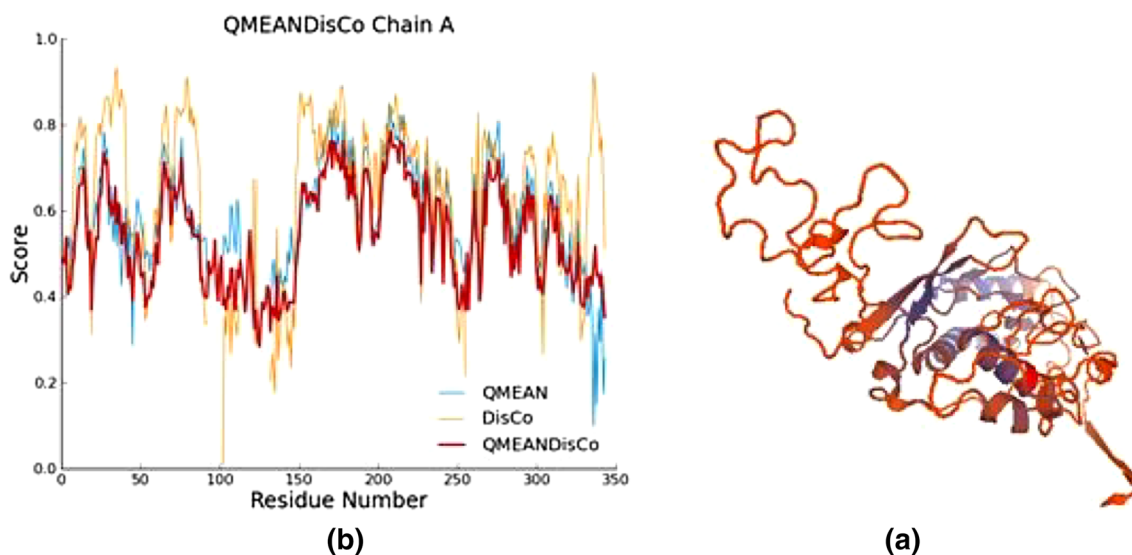 QMEANDisCo Chain A
1.0
0.8
0.6
0.4
0.2
0.0
Score
QMEAN
DisCo
QMEANDisCo
0 50 100 150 200 250 300 350
Residue Number
(b) (a)